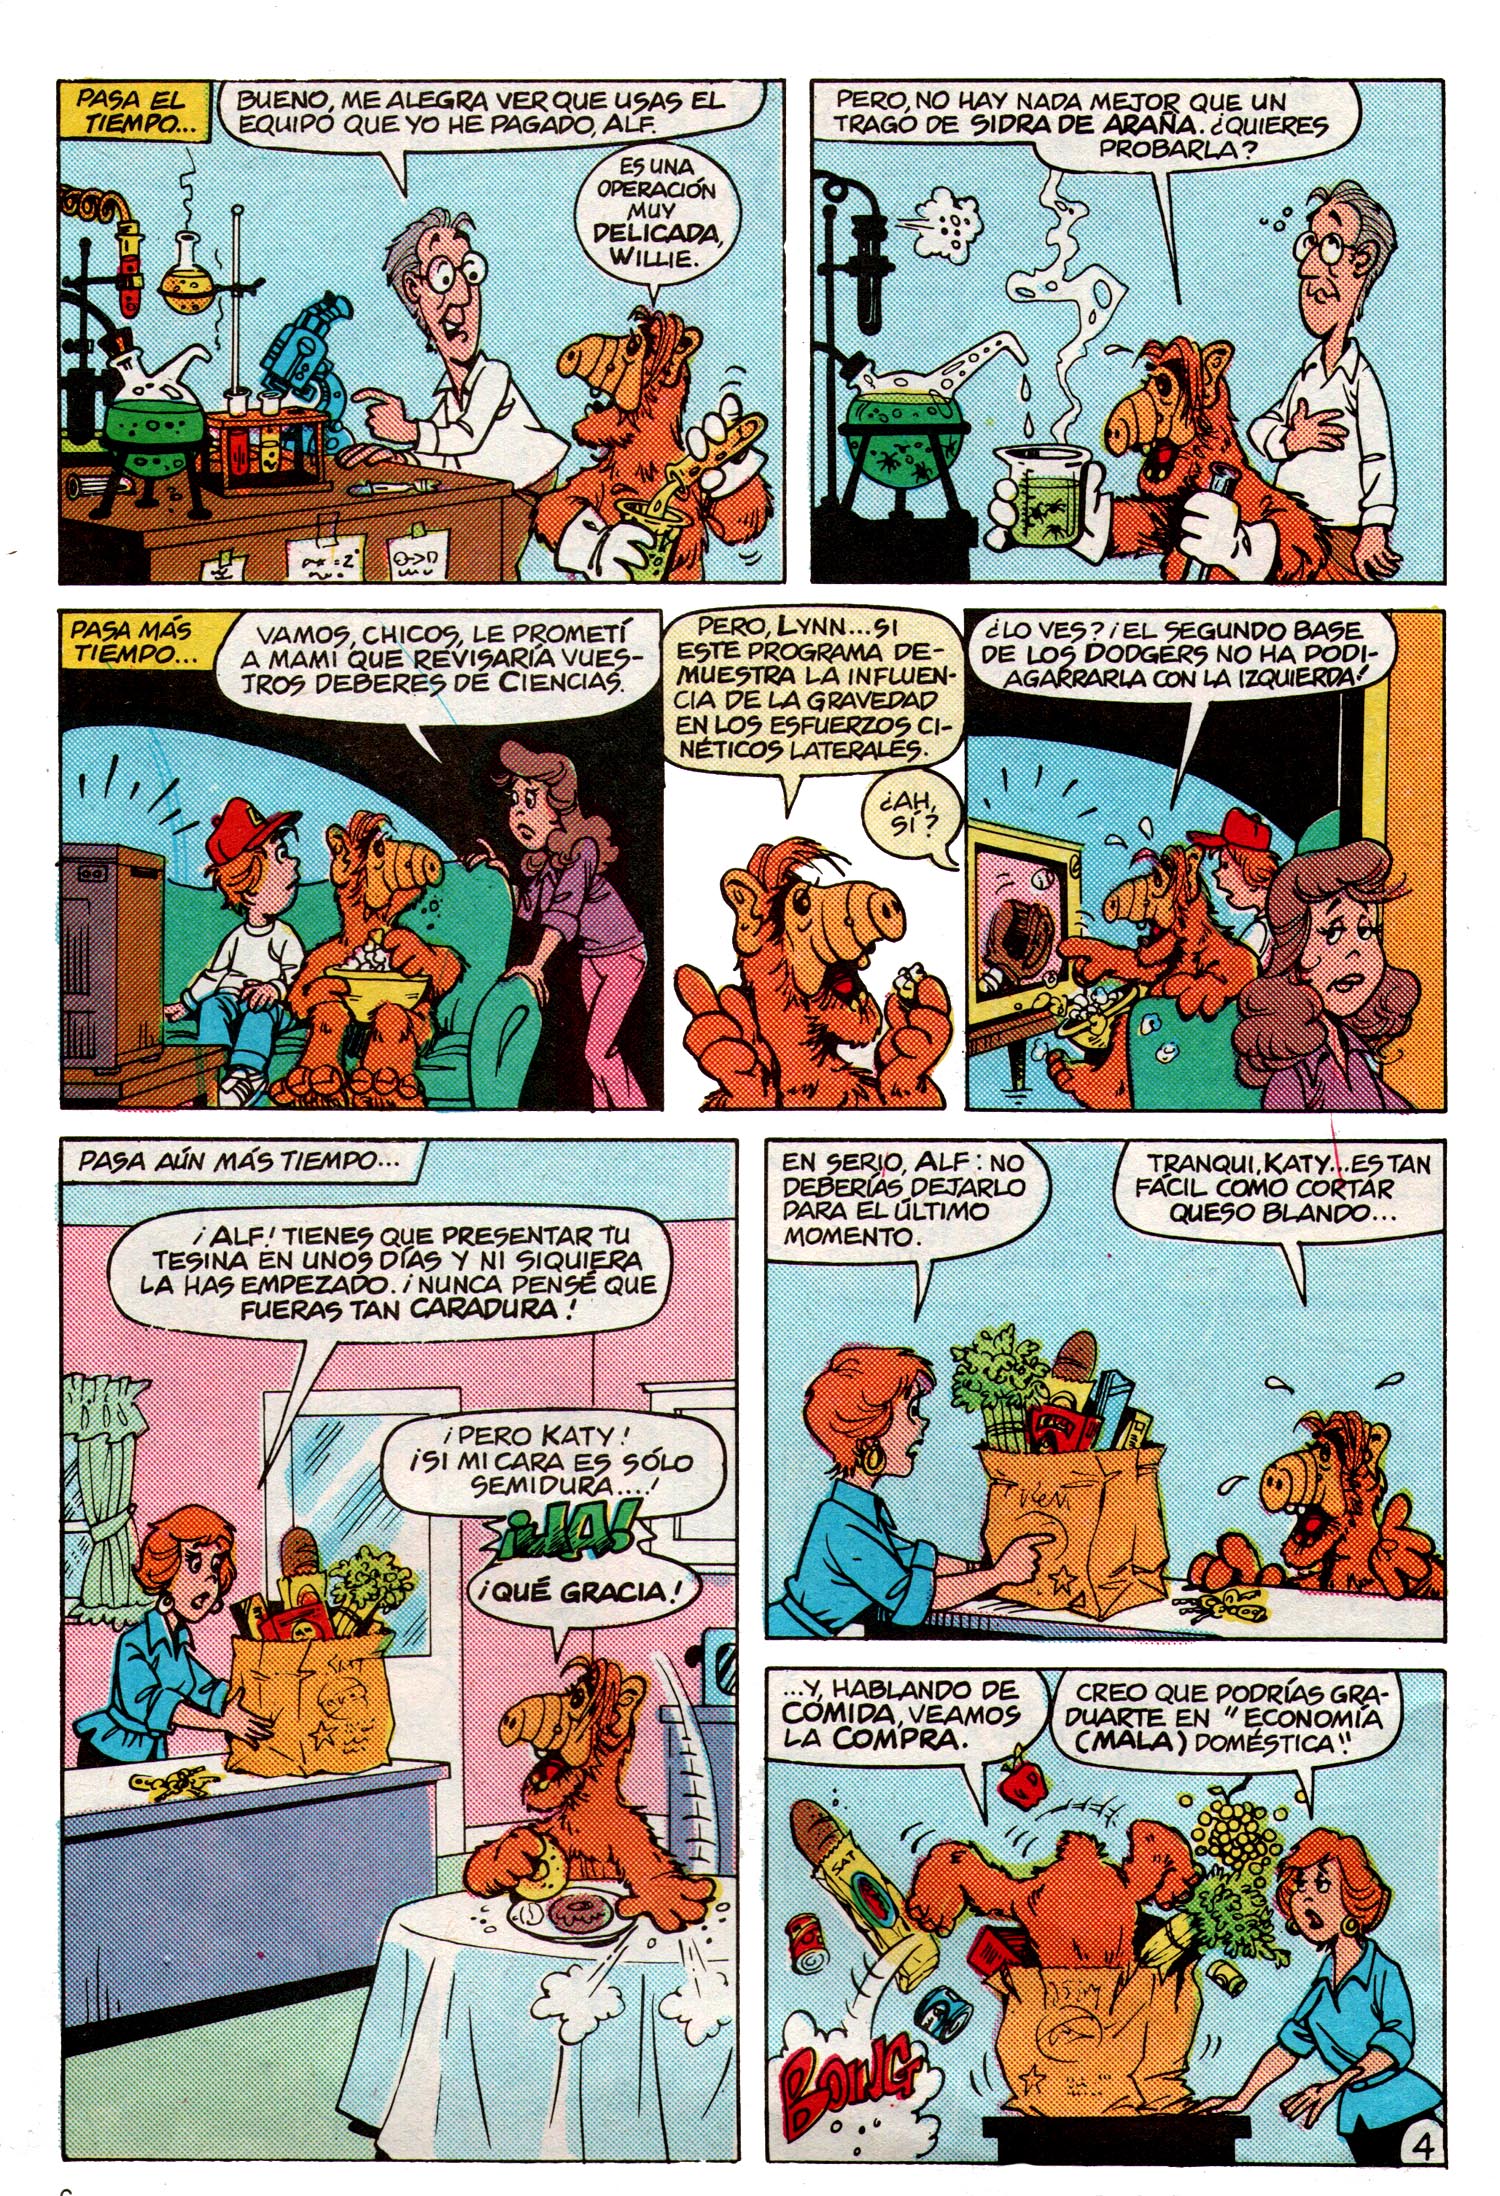 PASA EL
TIEMPO...
BUENO, ME ALEGRA VER QUE USAS EL
EQUIPO QUE YO HE PAGADO, ALF.
ES UNA
OPERACIÓN
MUY
DELICADA,
WILLIE.
PERO, NO HAY NADA MEJOR QUE UN
TRAGO DE SIDRA DE ARAÑA. ¿QUIERES
PROBARLA?
PASA MÁS
TIEMPO...
VAMOS, CHICOS, LE PROMETÍ
A MAMI QUE REVISARÍA VUES-
TROS DEBERES DE CIENCIAS.
PERO, LYNN... SI
ESTE PROGRAMA DE-
MUESTRA LA INFLUEN-
CIA DE LA GRAVEDAD
EN LOS ESFUERZOS CI-
NÉTICOS LATERALES.
¿AH,
SÍ?
¿LO VES? ¡EL SEGUNDO BASE
DE LOS DODGERS NO HA PODI-
AGARRARLA CON LA IZQUIERDA!
PASA AÚN MÁS TIEMPO...
¡ALF! TIENES QUE PRESENTAR TU
TESINA EN UNOS DÍAS Y NI SIQUIERA
LA HAS EMPEZADO. ¡NUNCA PENSÉ QUE
FUERAS TAN CARADURA!
¡PERO KATY!
¡SI MI CARA ES SÓLO
SEMIDURA....!
¡JA!
¡QUÉ GRACIA!
EN SERIO, ALF: NO
DEBERÍAS DEJARLO
PARA EL ÚLTIMO
MOMENTO.
TRANQUI, KATY... ES TAN
FÁCIL COMO CORTAR
QUESO BLANDO...
...Y, HABLANDO DE
COMIDA, VEAMOS
LA COMPRA.
CREO QUE PODRÍAS GRA-
DUARTE EN "ECONOMÍA
(MALA) DOMÉSTICA".
BOING
4